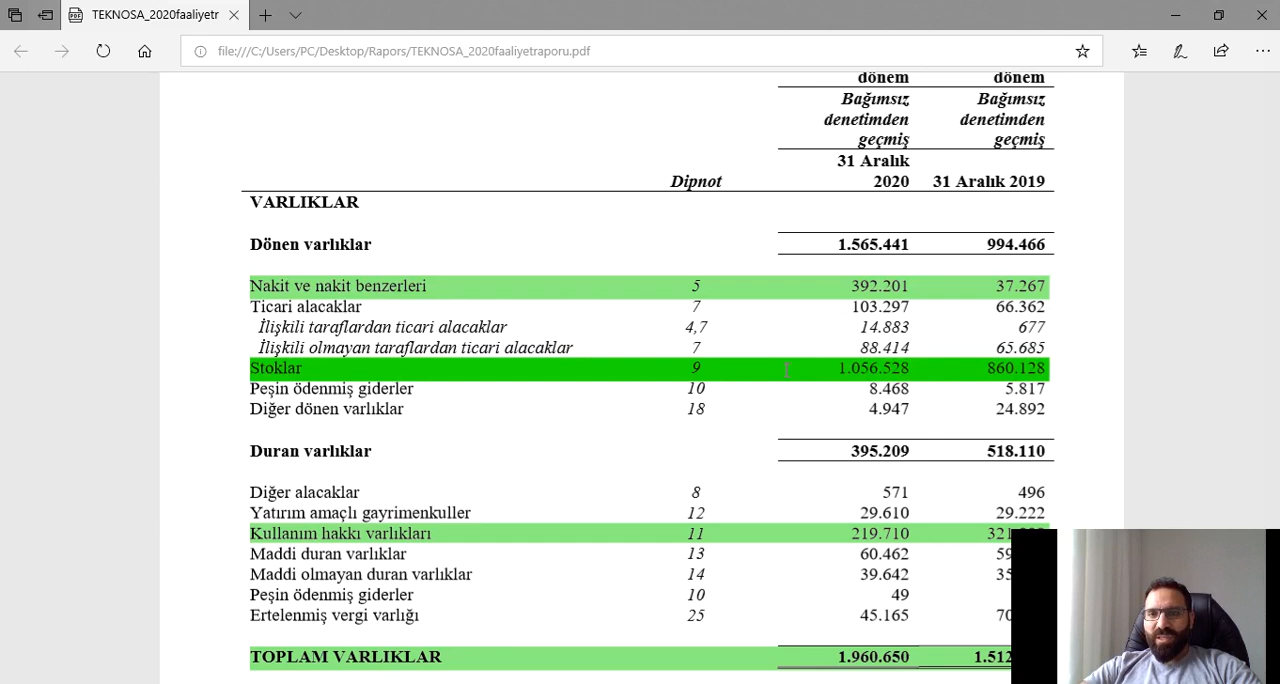 TEKNOSA_2020faaliyetr
file:///C:/Users/PC/Desktop/Rapors/TEKNOSA_2020faaliyetraporu.pdf
dönem dönem
Bağımsız Bağımsız
denetimden denetimden
geçmiş geçmiş
31 Aralık
Dipnot 2020 31 Aralık 2019
VARLIKLAR
Dönen varlıklar 1.565.441 994.466
Nakit ve nakit benzerleri 5 392.201 37.267
Ticari alacaklar 7 103.297 66.362
İlişkili taraflardan ticari alacaklar 4,7 14.883 677
İlişkili olmayan taraflardan ticari alacaklar 7 88.414 65.685
Stoklar 9 1.056.528 860.128
Peşin ödenmiş giderler 10 8.468 5.817
Diğer dönen varlıklar 18 4.947 24.892
Duran varlıklar 395.209 518.110
Diğer alacaklar 8 571 496
Yatırım amaçlı gayrimenkuller 12 29.610 29.222
Kullanım hakkı varlıkları 11 219.710 321
Maddi duran varlıklar 13 60.462 59
Maddi olmayan duran varlıklar 14 39.642 35
Peşin ödenmiş giderler 10 49
Ertelenmiş vergi varlığı 25 45.165 70
TOPLAM VARLIKLAR 1.960.650 1.512